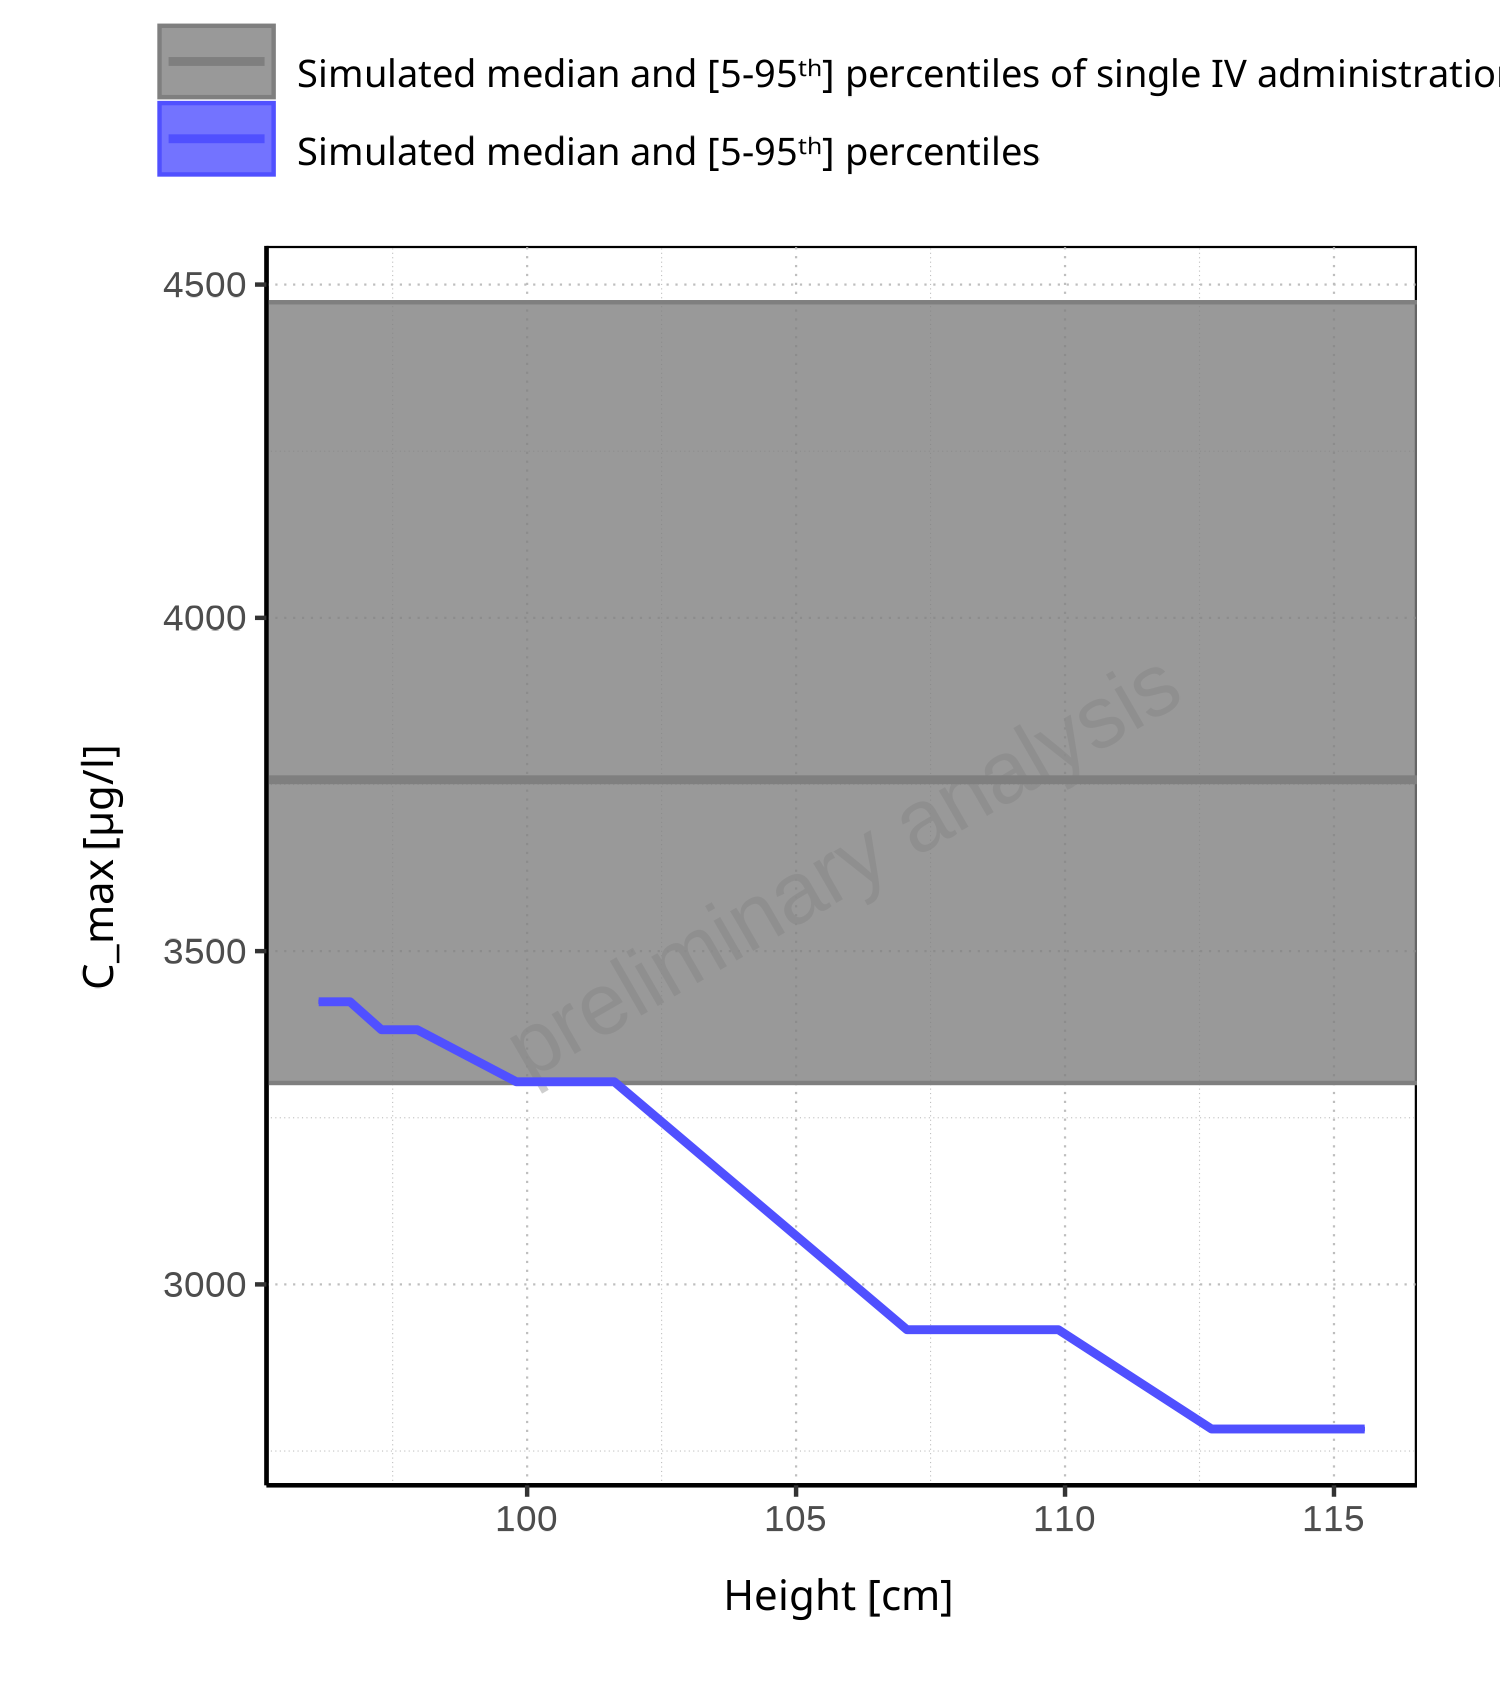 Simulated median and [5-95ᵗʰ] percentiles of single IV administratio
Simulated median and [5-95ᵗʰ] percentiles
4500
4000
3500
3000
C_max [µg/l]
preliminary analysis
100 105 110 115
Height [cm]